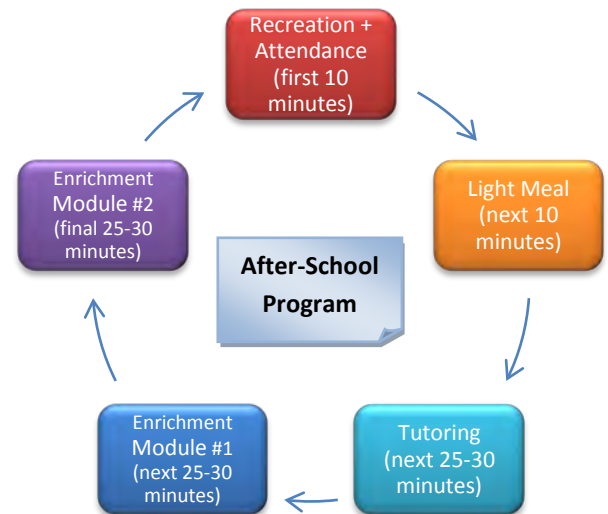 Recreation +
Attendance
(first 10
minutes)
Light Meal
(next 10
minutes)
Tutoring
(next 25-30
minutes)
Enrichment
Module #1
(next 25-30
minutes)
Enrichment
Module #2
(final 25-30
minutes)
After-School
Program